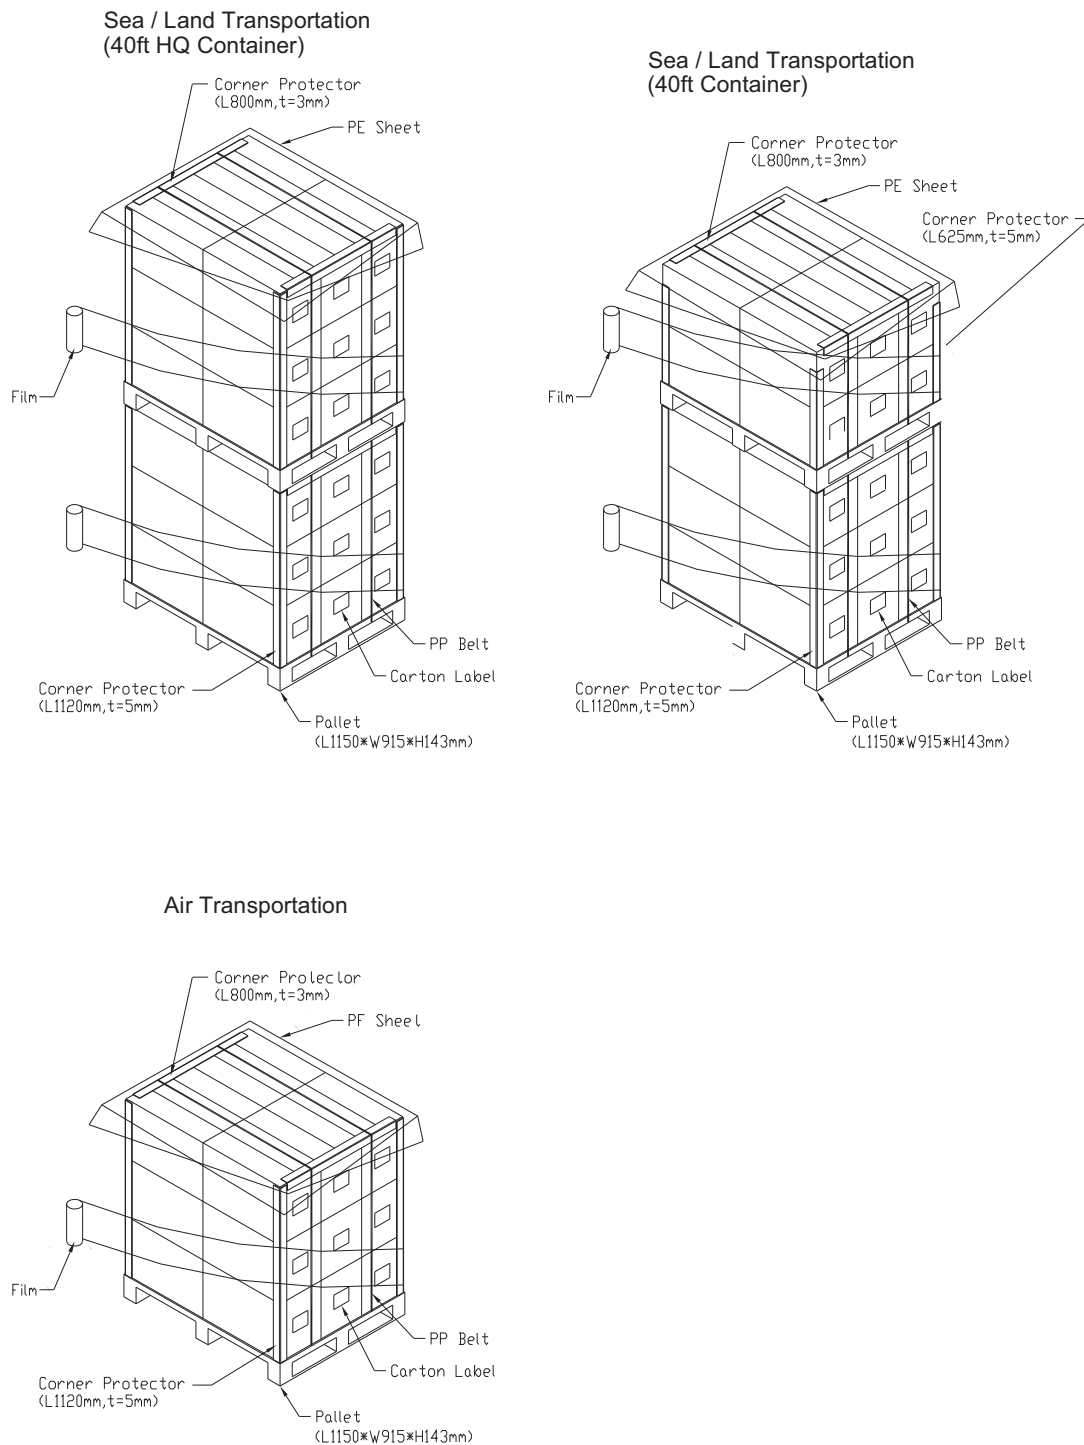 Sea / Land Transportation
(40ft HQ Container)
Corner Protector
(L800mm,t=3mm)
PE Sheet
Film
Corner Protector
(L1120mm,t=5mm)
PP Belt
Carton Label
Pallet
(L1150*W915*H143mm)
Sea / Land Transportation
(40ft Container)
Corner Protector
(L800mm,t=3mm)
PE Sheet
Corner Protector
(L625mm,t=5mm)
Film
Corner Protector
(L1120mm,t=5mm)
PP Belt
Carton Label
Pallet
(L1150*W915*H143mm)
Air Transportation
Corner Proleclor
(L800mm,t=3mm)
PF Sheel
Film
Corner Protector
(L1120mm,t=5mm)
PP Belt
Carton Label
Pallet
(L1150*W915*H143mm)